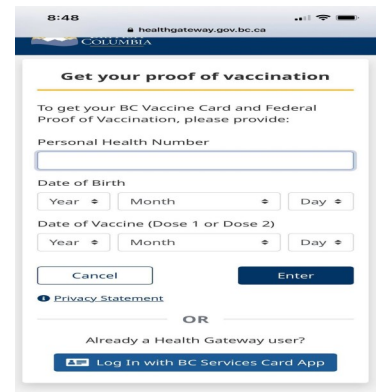 8:48
healthgateway.gov.bc.ca
COLUMBIA
Get your proof of vaccination
To get your BC Vaccine Card and Federal
Proof of Vaccination, please provide:
Personal Health Number
Date of Birth
Year Month Day
Date of Vaccine (Dose 1 or Dose 2)
Year Month Day
Cancel Enter
Privacy Statement
OR
Already a Health Gateway user?
Log In with BC Services Card App